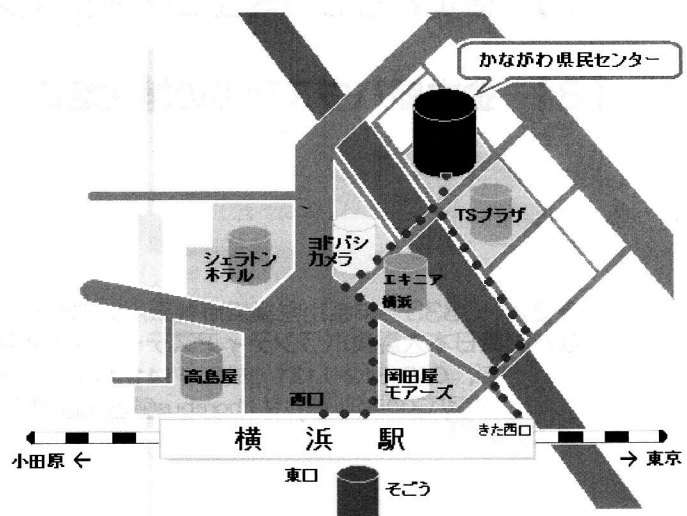 かながわ県民センター
TSプラザ
ヨドバシ
カメラ
シェラトン
ホテル
エキニア
横浜
高島屋
岡田屋
モアーズ
西口
きた西口
横浜駅
小田原 ←
→ 東京
東口
そごう